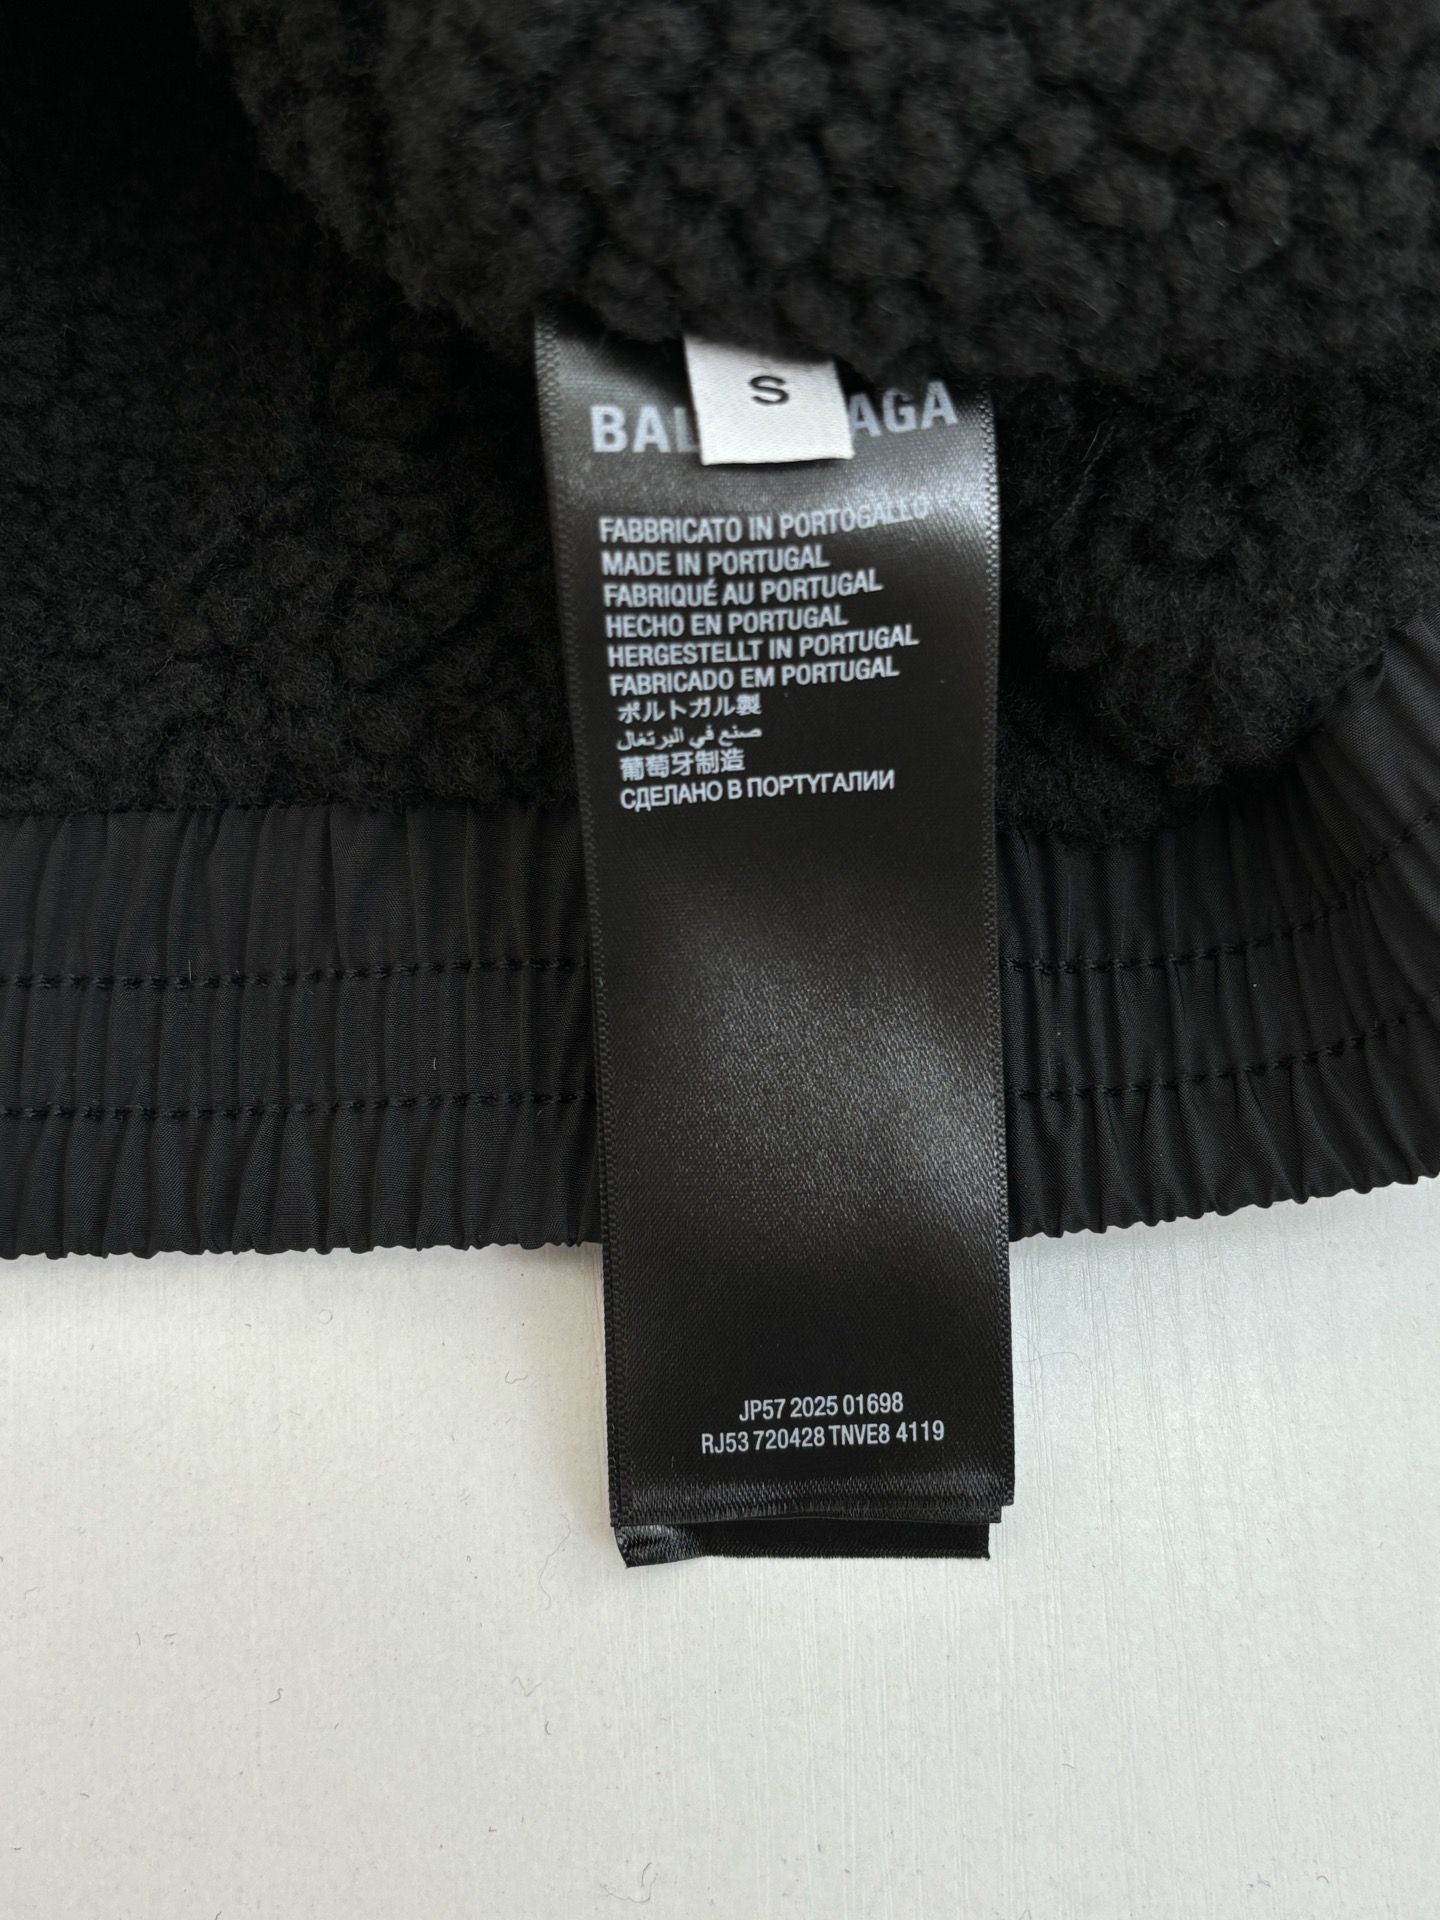 S
BAL AGA
FABBRICATO IN PORTOGALLO
MADE IN PORTUGAL
FABRIQUÉ AU PORTUGAL
HECHO EN PORTUGAL
HERGESTELLT IN PORTUGAL
FABRICADO EM PORTUGAL
ポルトガル製
صنع في البرتغال
葡萄牙制造
СДЕЛАНО В ПОРТУГАЛИИ
JP57 2025 01698
RJ53 720428 TNVE8 4119